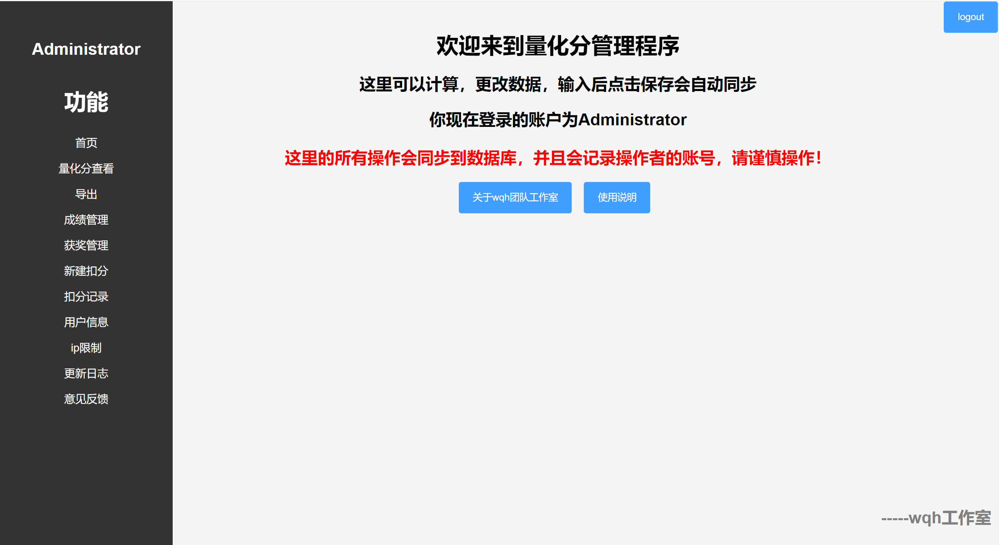 Administrator
功能
首页
量化分查看
导出
成绩管理
获奖管理
新建扣分
扣分记录
用户信息
ip限制
更新日志
意见反馈
logout
欢迎来到量化分管理程序
这里可以计算，更改数据，输入后点击保存会自动同步
你现在登录的账户为Administrator
这里的所有操作会同步到数据库，并且会记录操作者的账号，请谨慎操作！
关于wqh团队工作室
使用说明
-----wqh工作室